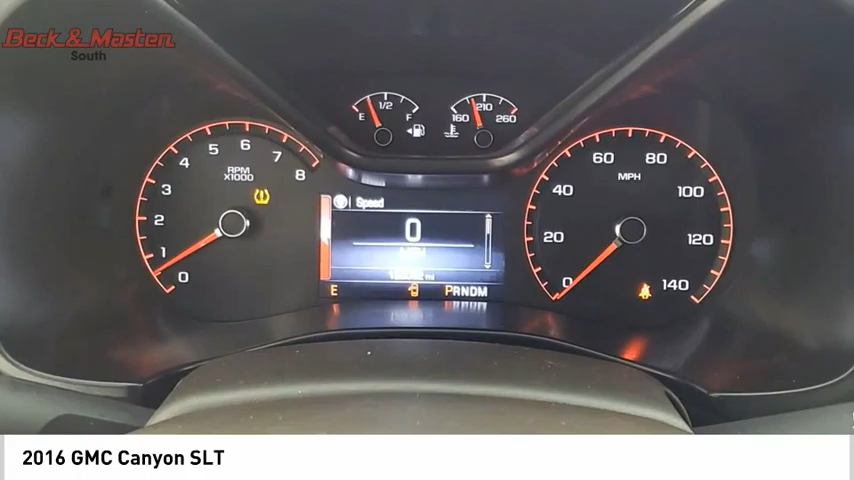 Beck & Masten
South
1/2
E F
210
160 260
0 1 2 3 4 5 6 7 8
RPM
X1000
Speed
0
mi
E PRNDM
0 20 40 60 80 100 120 140
MPH
2016 GMC Canyon SLT